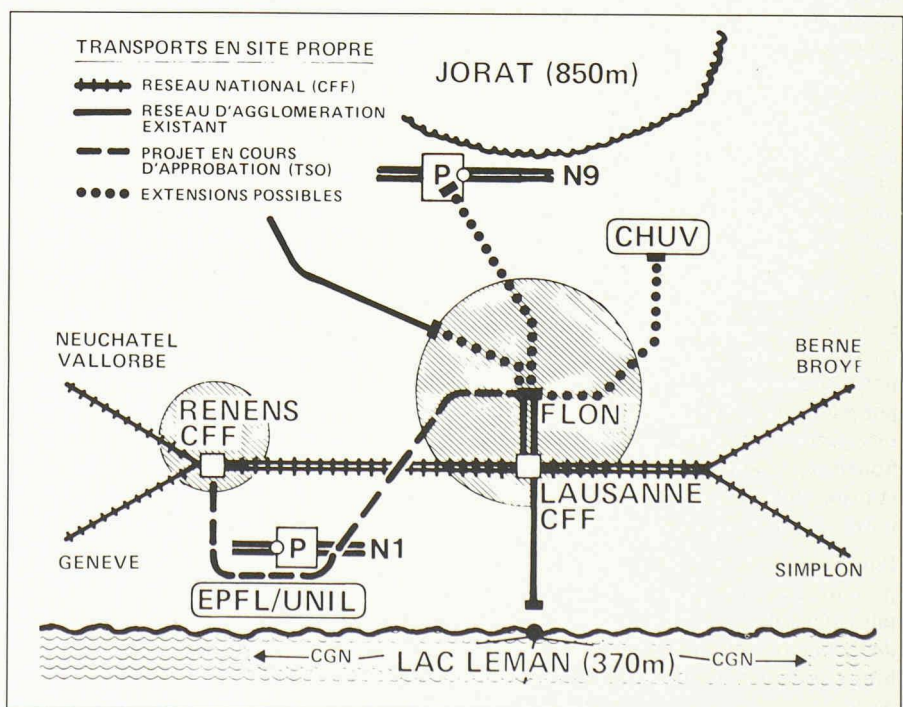 TRANSPORTS EN SITE PROPRE
RESEAU NATIONAL (CFF)
RESEAU D'AGGLOMERATION
EXISTANT
PROJET EN COURS
D'APPROBATION (TSO)
EXTENSIONS POSSIBLES
JORAT (850m)
P
N9
CHUV
NEUCHATEL
VALLORBE
BERNE
BROYE
RENENS
CFF
FLON
LAUSANNE
CFF
GENEVE
P
N1
SIMPLON
EPFL/UNIL
CGN
LAC LEMAN (370m)
CGN